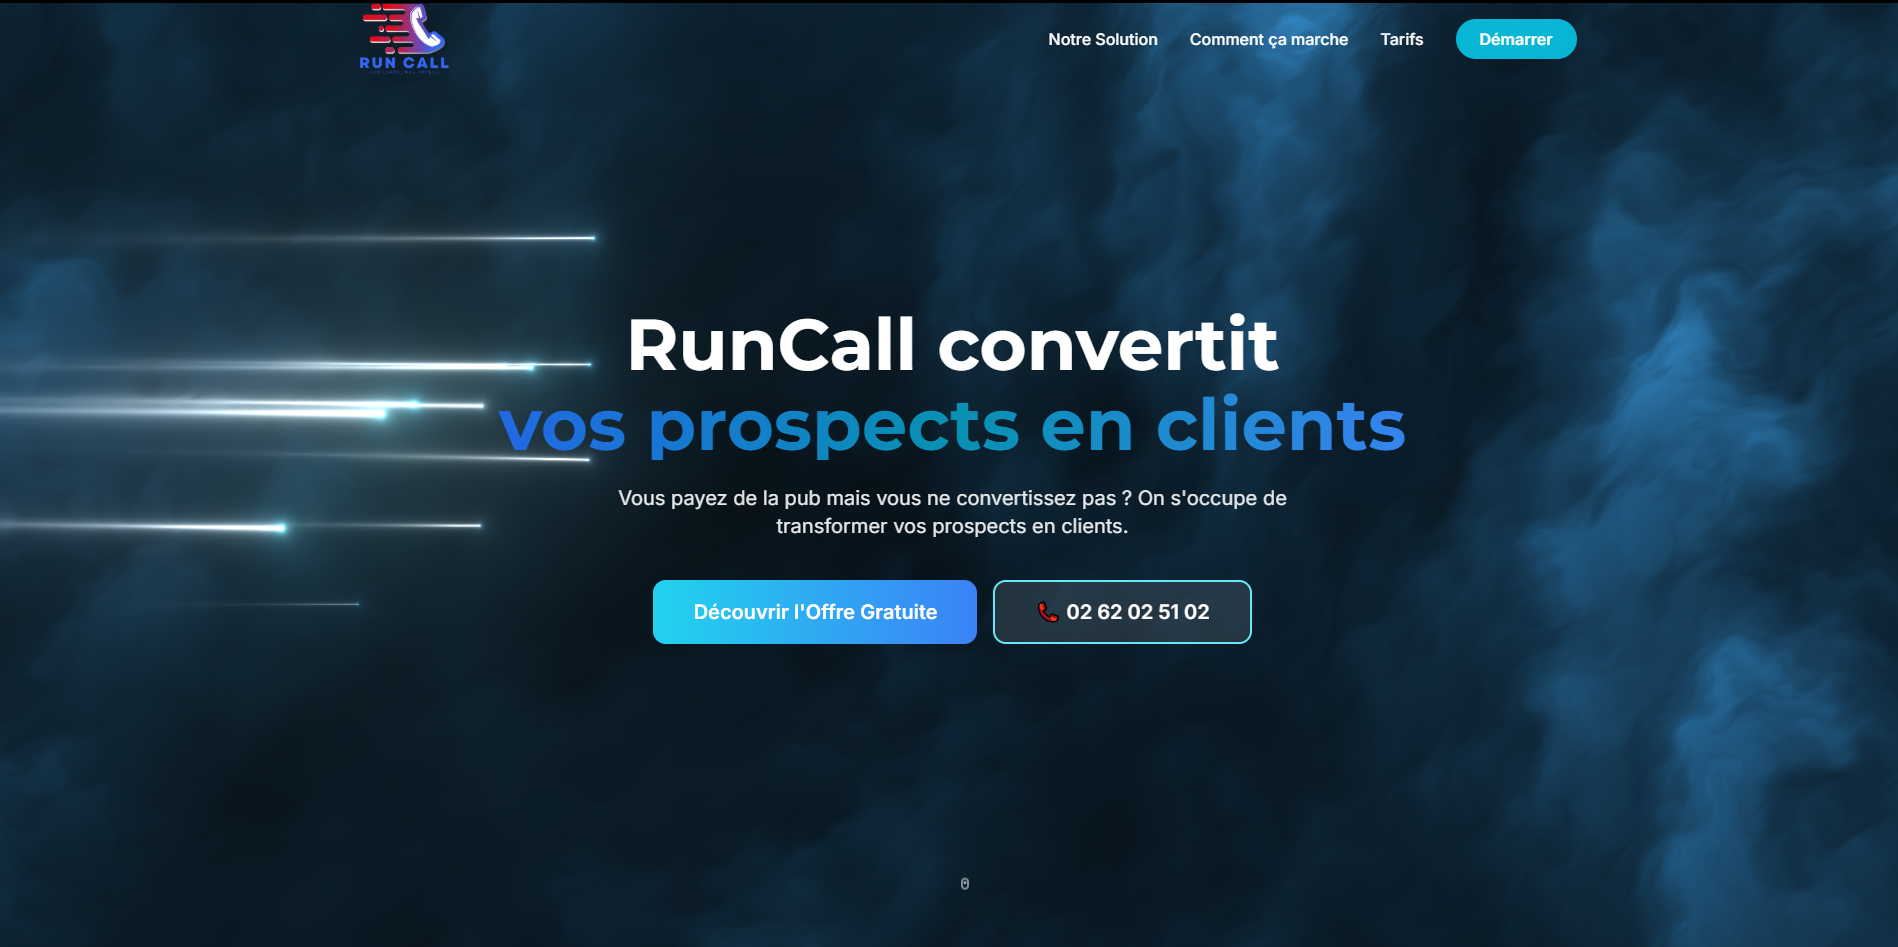 RUN CALL
Notre Solution
Comment ça marche
Tarifs
Démarrer
RunCall convertit
vos prospects en clients
Vous payez de la pub mais vous ne convertissez pas ? On s'occupe de
transformer vos prospects en clients.
Découvrir l'Offre Gratuite
02 62 02 51 02